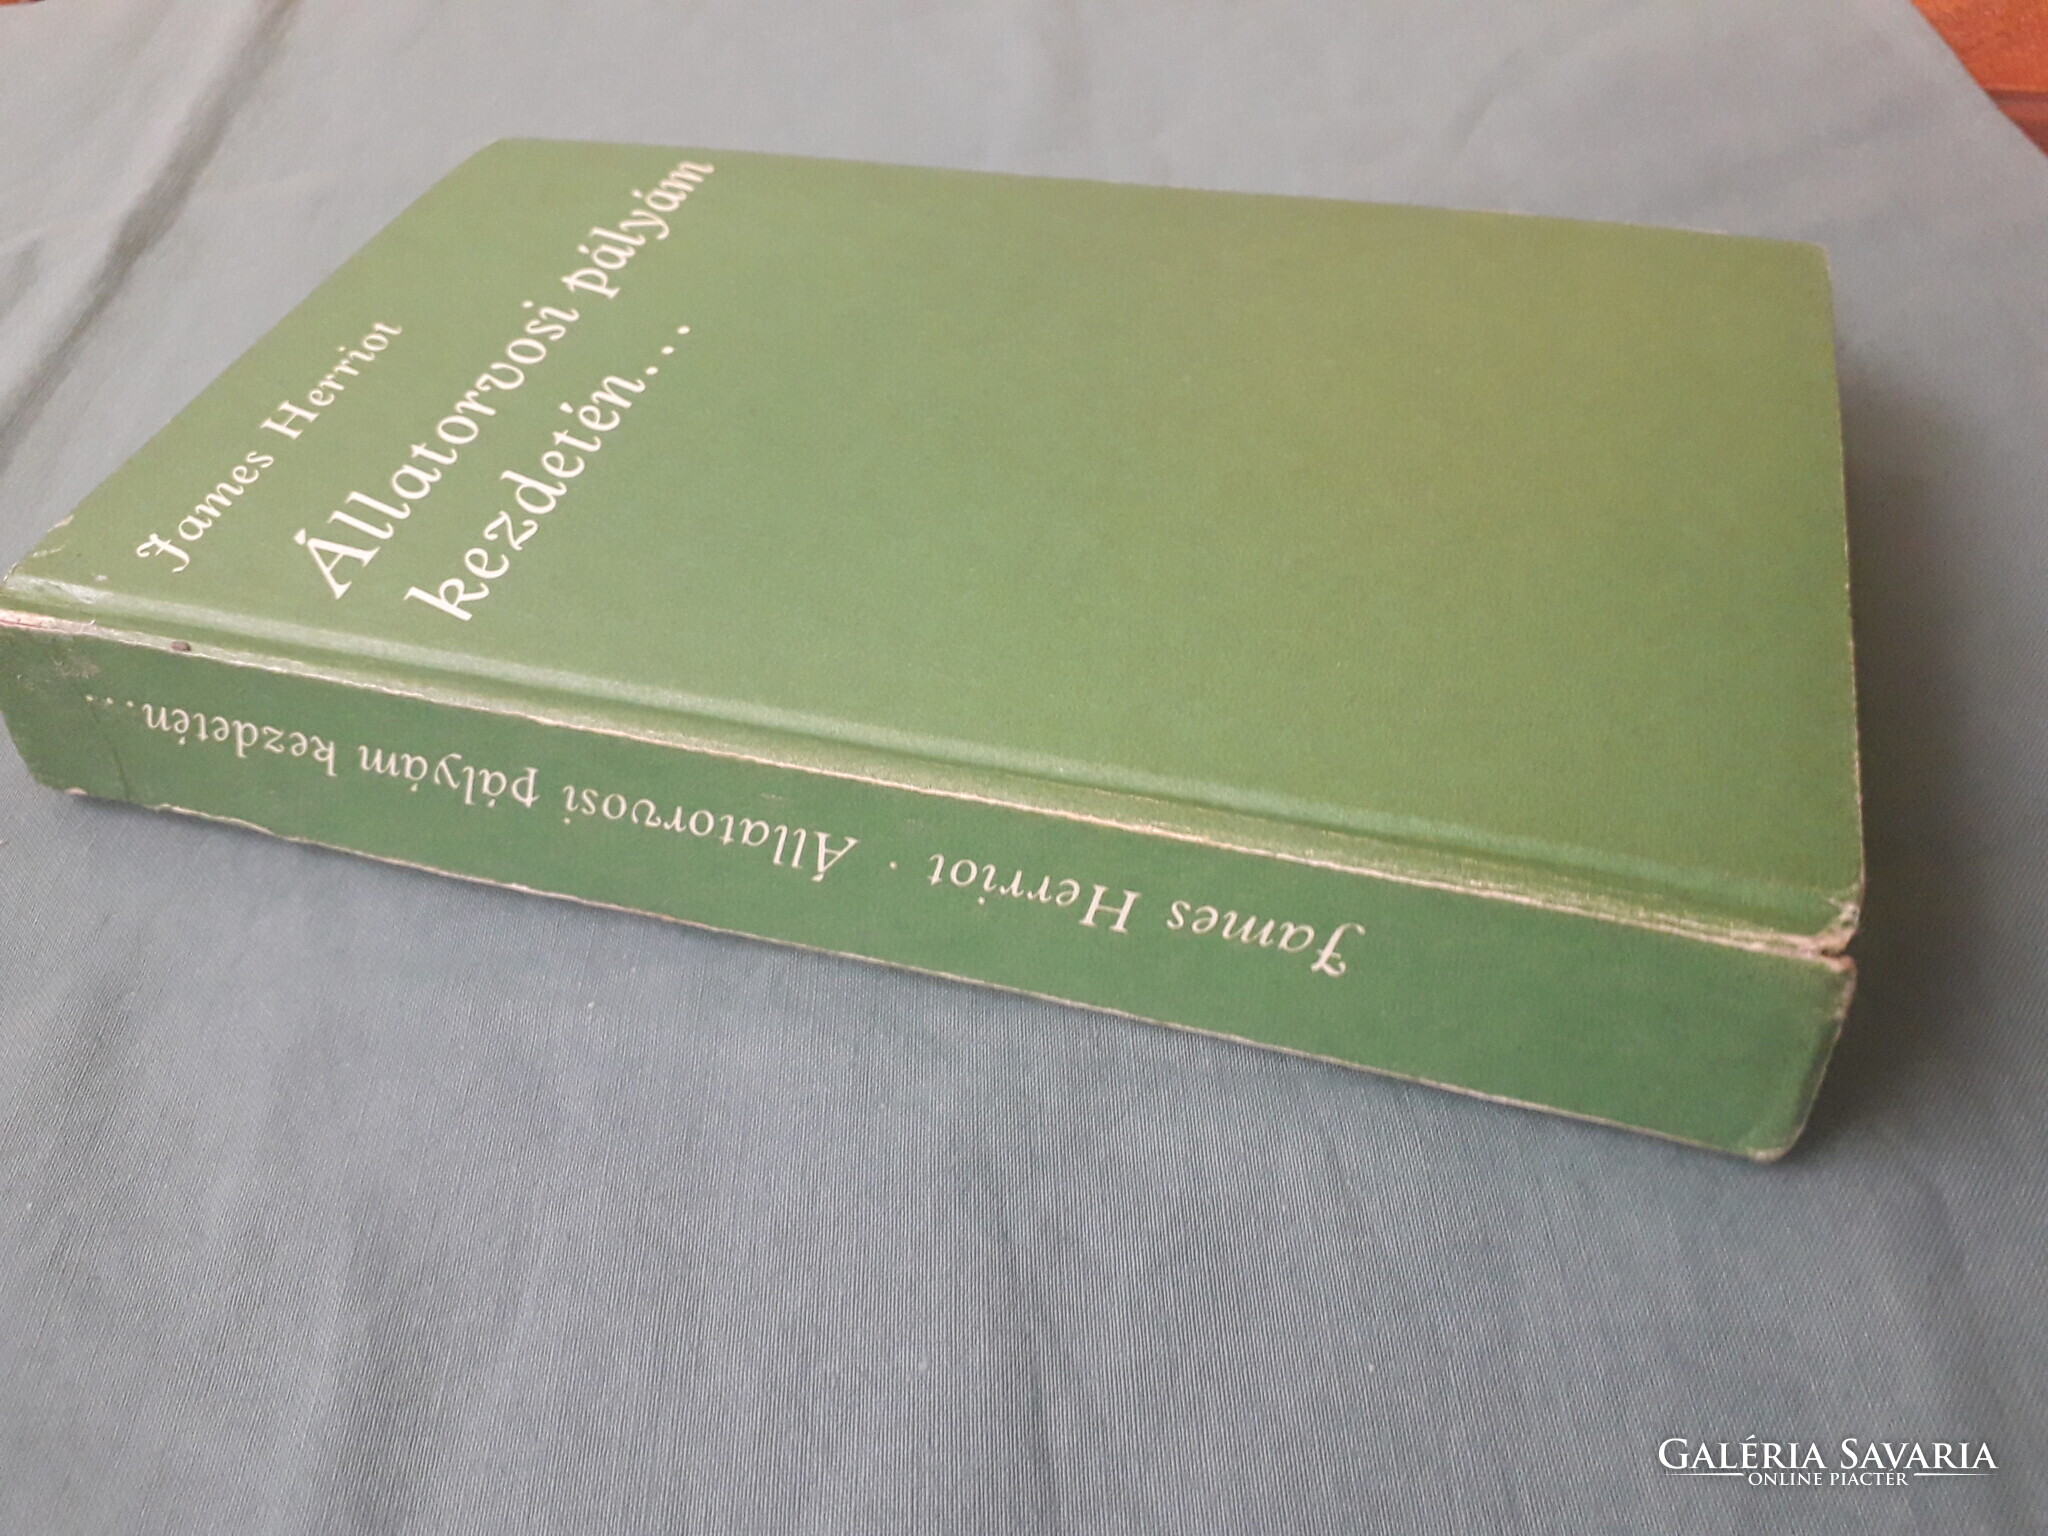 James Herriot
Állatorvosi pályám
kezdetén...
James Herriot · Állatorvosi pályám kezdetén...
GALÉRIA SAVARIA
ONLINE PIACTÉR